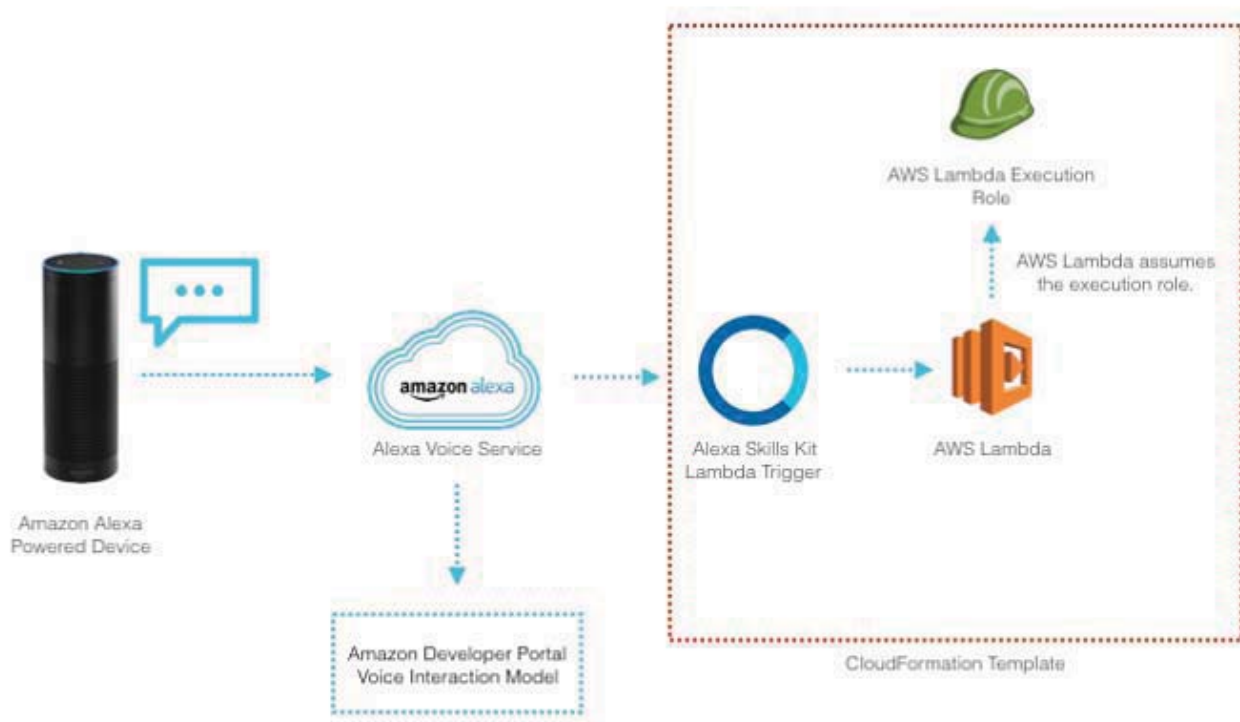 AWS Lambda Execution
Role
AWS Lambda assumes
the execution role.
amazon alexa
Alexa Voice Service
Alexa Skills Kit
Lambda Trigger
AWS Lambda
Amazon Alexa
Powered Device
Amazon Developer Portal
Voice Interaction Model
CloudFormation Template